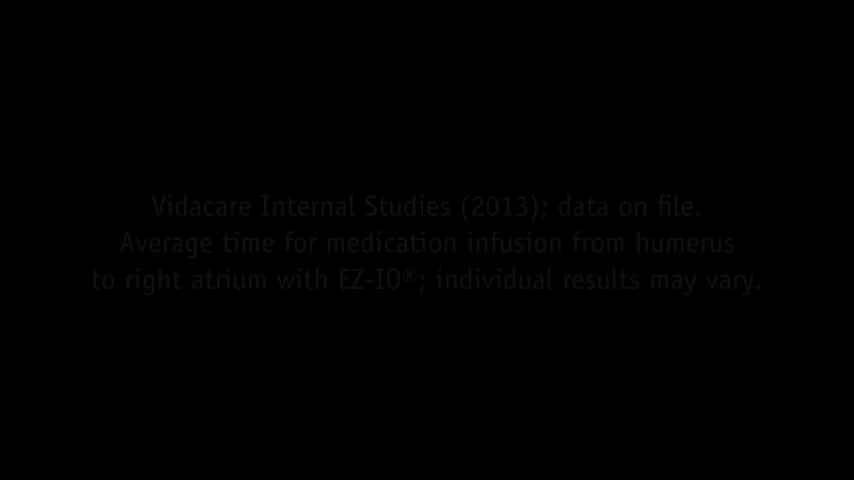 Vidacare Internal Studies (2013); data on file.
Average time for medication infusion from humerus
to right atrium with EZ-IO®; individual results may vary.